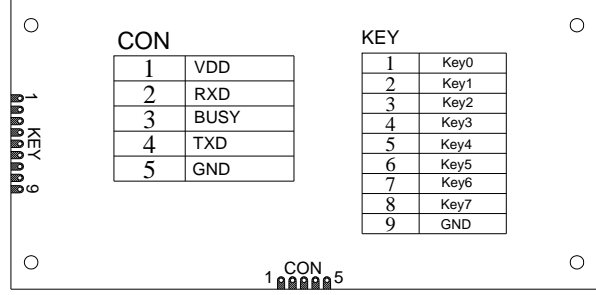 CON
1 VDD
2 RXD
3 BUSY
4 TXD
5 GND
KEY
1 Key0
2 Key1
3 Key2
4 Key3
5 Key4
6 Key5
7 Key6
8 Key7
9 GND
1 KEY 9
1 CON 5